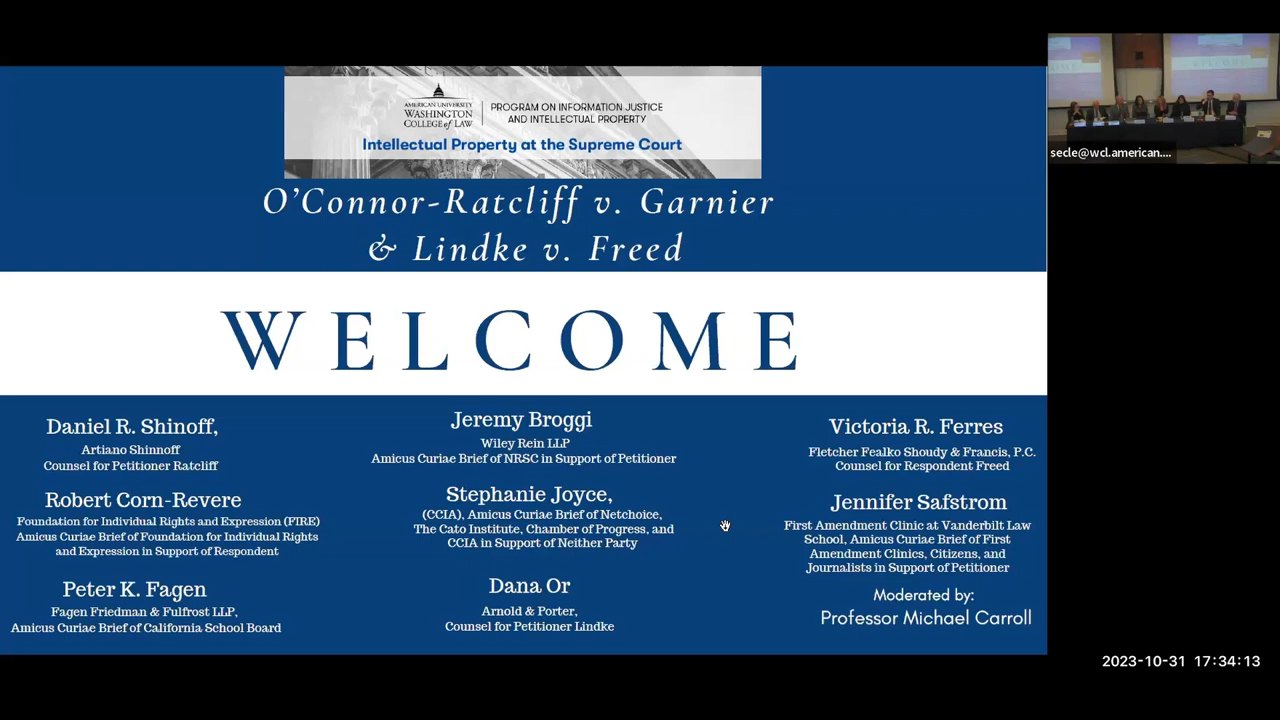 AMERICAN UNIVERSITY
WASHINGTON
COLLEGE of LAW
PROGRAM ON INFORMATION JUSTICE
AND INTELLECTUAL PROPERTY
Intellectual Property at the Supreme Court
O'Connor-Ratcliff v. Garnier
& Lindke v. Freed
WELCOME
Daniel R. Shinoff,
Artiano Shinnoff
Counsel for Petitioner Ratcliff
Robert Corn-Revere
Foundation for Individual Rights and Expression (FIRE)
Amicus Curiae Brief of Foundation for Individual Rights
and Expression in Support of Respondent
Peter K. Fagen
Fagen Friedman & Fulfrost LLP,
Amicus Curiae Brief of California School Board
Jeremy Broggi
Wiley Rein LLP
Amicus Curiae Brief of NRSC in Support of Petitioner
Stephanie Joyce,
(CCIA), Amicus Curiae Brief of Netchoice,
The Cato Institute, Chamber of Progress, and
CCIA in Support of Neither Party
Dana Or
Arnold & Porter,
Counsel for Petitioner Lindke
Victoria R. Ferres
Fletcher Fealko Shoudy & Francis, P.C.
Counsel for Respondent Freed
Jennifer Safstrom
First Amendment Clinic at Vanderbilt Law
School, Amicus Curiae Brief of First
Amendment Clinics, Citizens, and
Journalists in Support of Petitioner
Moderated by:
Professor Michael Carroll
secle@wcl.american....
2023-10-31 17:34:13